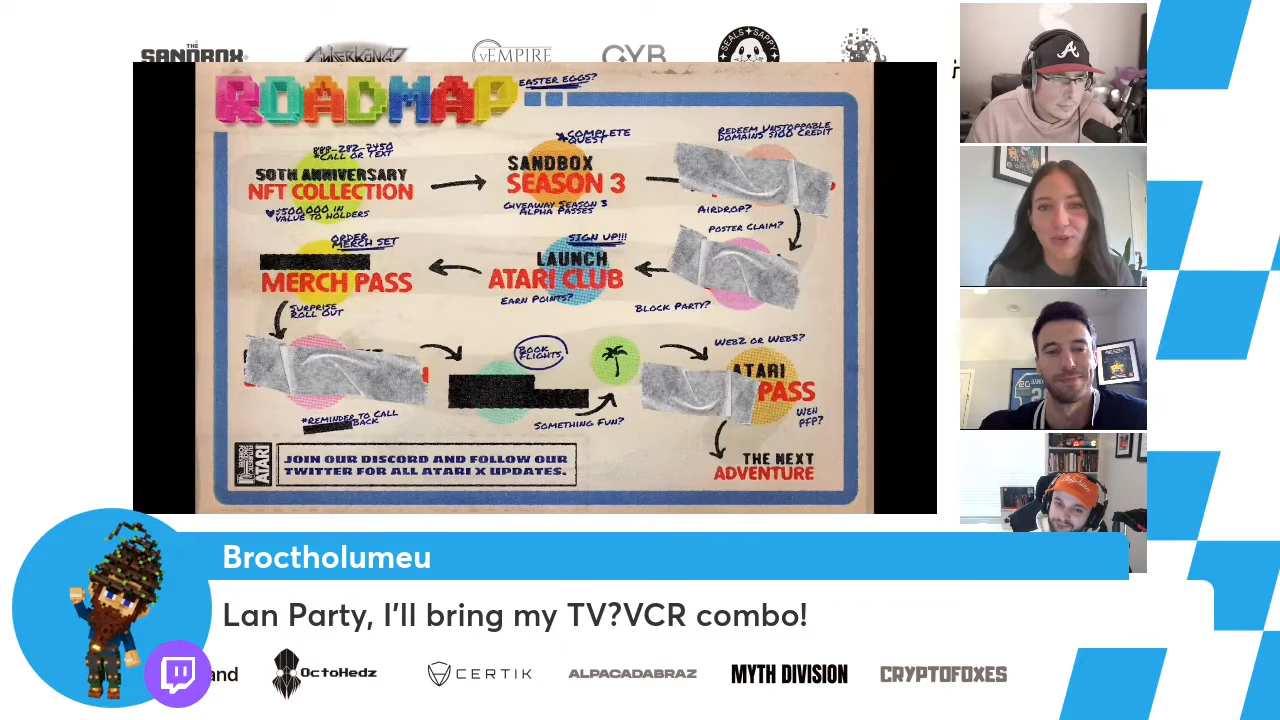 THE
SANDBOX
VEMPIRE
CYB
SEALS SAPPY
ROADMAP
EASTER EGGS?
888-282-7450
*CALL OR TEXT
50TH ANNIVERSARY
NFT COLLECTION
$500,000 IN
VALUE TO HOLDERS
*COMPLETE
QUEST
SANDBOX
SEASON 3
GIVEAWAY SEASON 3
ALPHA PASSES
REDEEM UNSTOPPABLE
DOMAINS $100 CREDIT
AIRDROP?
POSTER CLAIM?
ORDER
MERCH SET
MERCH PASS
SIGN UP!!!
LAUNCH
ATARI CLUB
EARN POINTS?
BLOCK PARTY?
SURPRISE
ROLL OUT
BOOK
FLIGHTS
WEB2 OR WEB3?
ATARI
PASS
WEN
PFP?
*REMINDER TO CALL
BACK
SOMETHING FUN?
THE NEXT
ADVENTURE
ATARI
JOIN OUR DISCORD AND FOLLOW OUR
TWITTER FOR ALL ATARI X UPDATES.
Broctholumeu
Lan Party, I'll bring my TV?VCR combo!
and
OCTOHEDZ
CERTIK
ALPACADABRAZ
MYTH DIVISION
CRYPTOFOXES